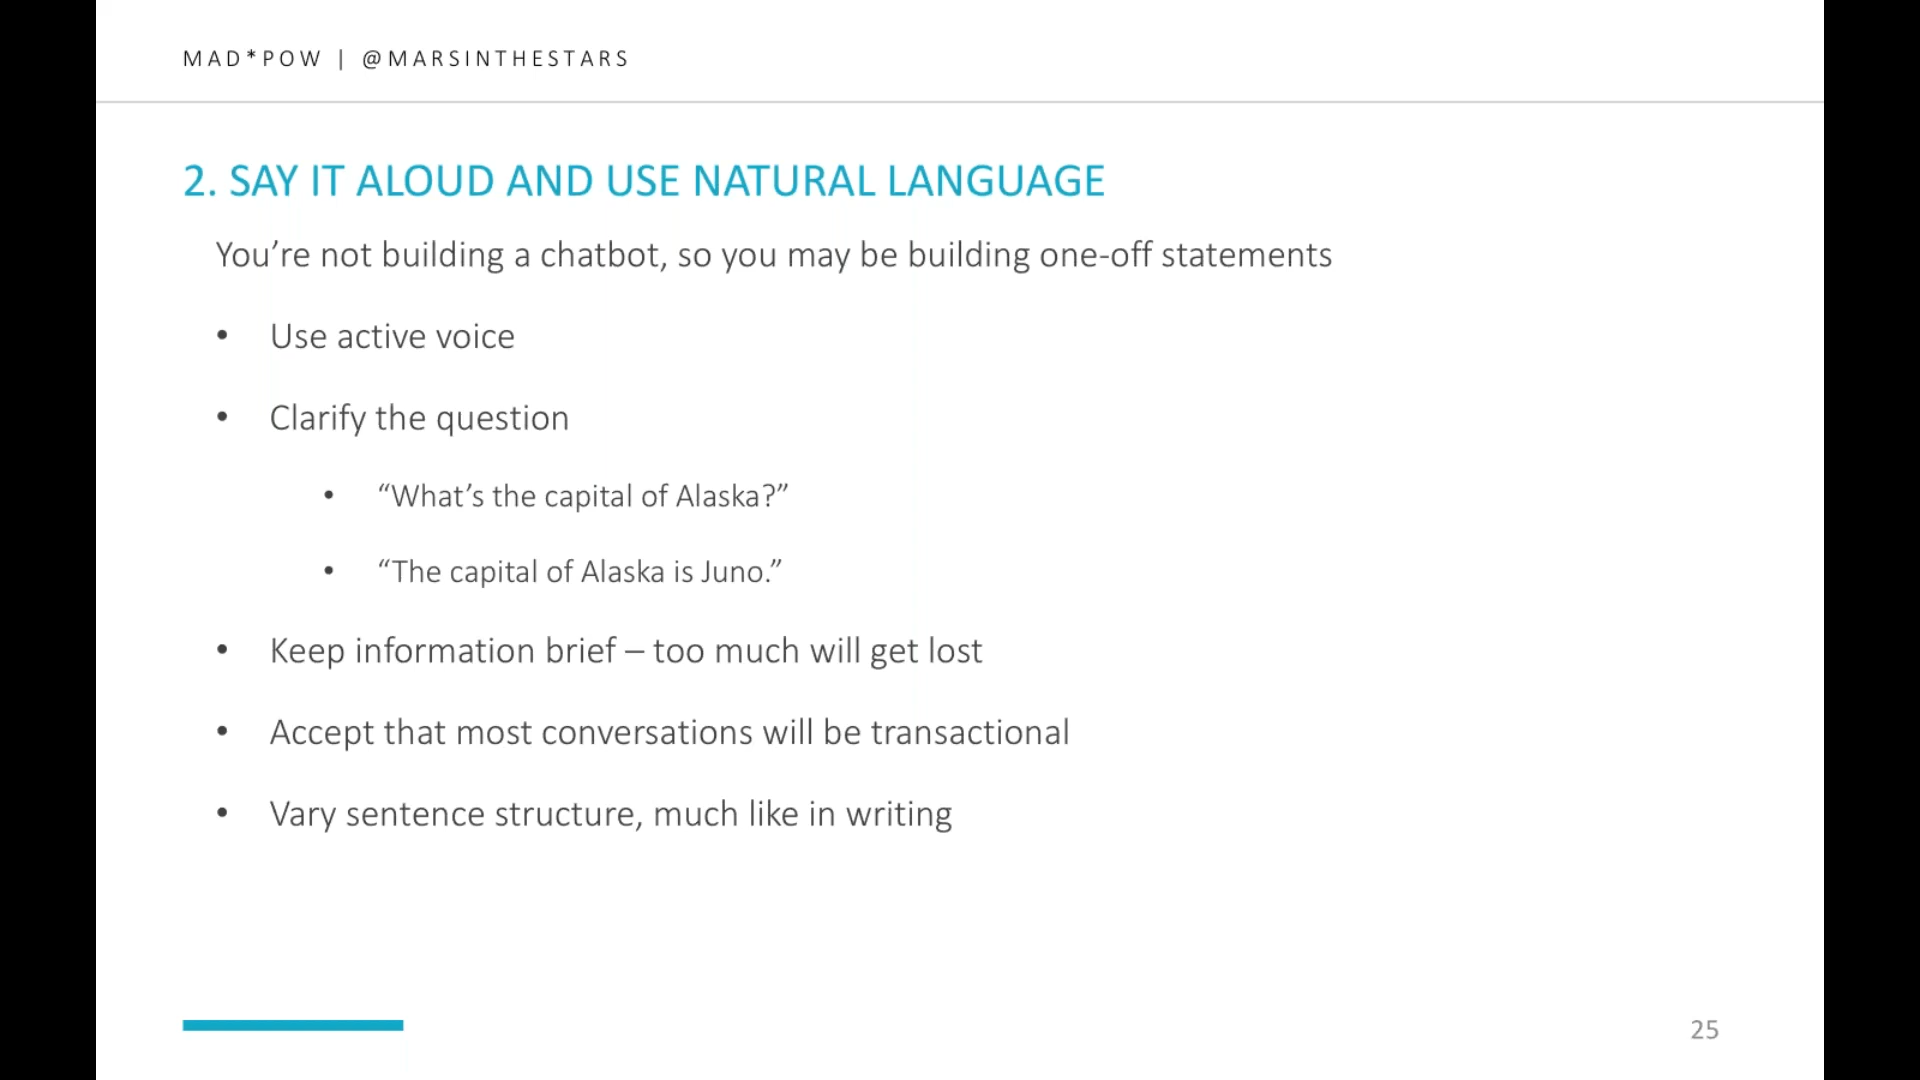 MAD*POW | @MARSINTHESTARS
2. SAY IT ALOUD AND USE NATURAL LANGUAGE
You’re not building a chatbot, so you may be building one-off statements
• Use active voice
• Clarify the question
• “What’s the capital of Alaska?”
• “The capital of Alaska is Juno.”
• Keep information brief – too much will get lost
• Accept that most conversations will be transactional
• Vary sentence structure, much like in writing
25